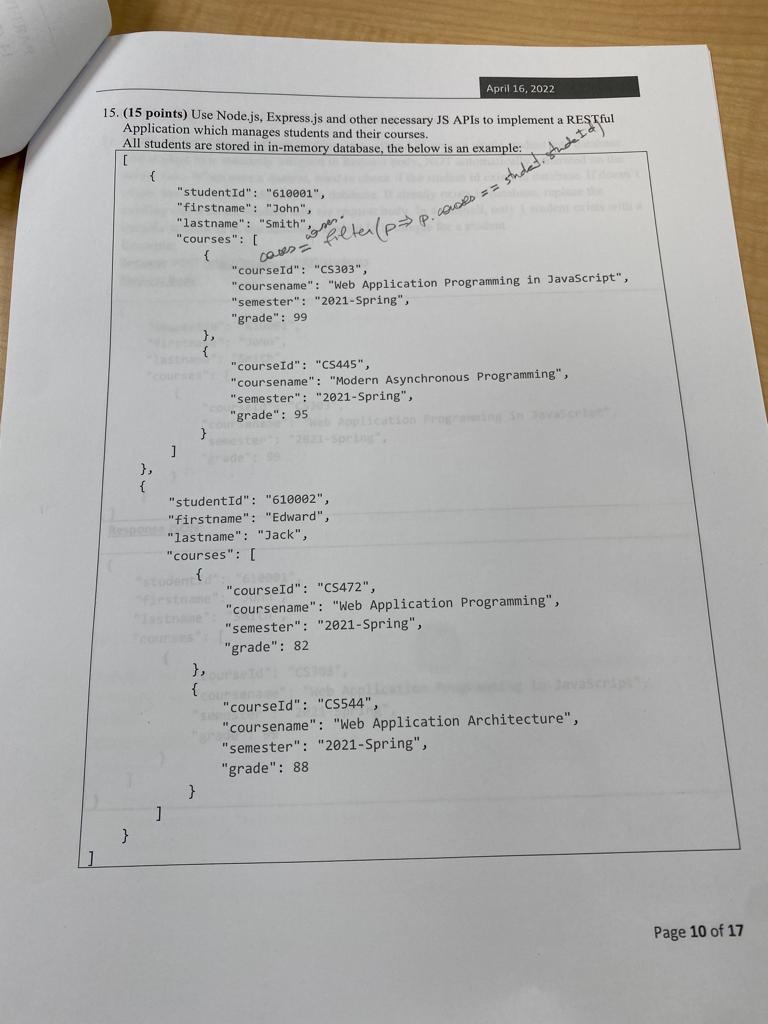 April 16, 2022
15. (15 points) Use Node.js, Express.js and other necessary JS APIs to implement a RESTful
Application which manages students and their courses.
All students are stored in in-memory database, the below is an example:
[
{
"studentId": "610001",
"firstname": "John",
"lastname": "Smith",
"courses": [
courses.
filter(p=> p. courses == student. studentId)
{
"courseId": "CS303",
"coursename": "Web Application Programming in JavaScript",
"semester": "2021-Spring",
"grade": 99
},
{
"courseId": "CS445",
"coursename": "Modern Asynchronous Programming",
"semester": "2021-Spring",
"grade": 95
}
]
},
{
"studentId": "610002",
"firstname": "Edward",
"lastname": "Jack",
"courses": [
{
"courseId": "CS472",
"coursename": "Web Application Programming",
"semester": "2021-Spring",
"grade": 82
},
{
"courseId": "CS544",
"coursename": "Web Application Architecture",
"semester": "2021-Spring",
"grade": 88
}
]
}
]
Page 10 of 17